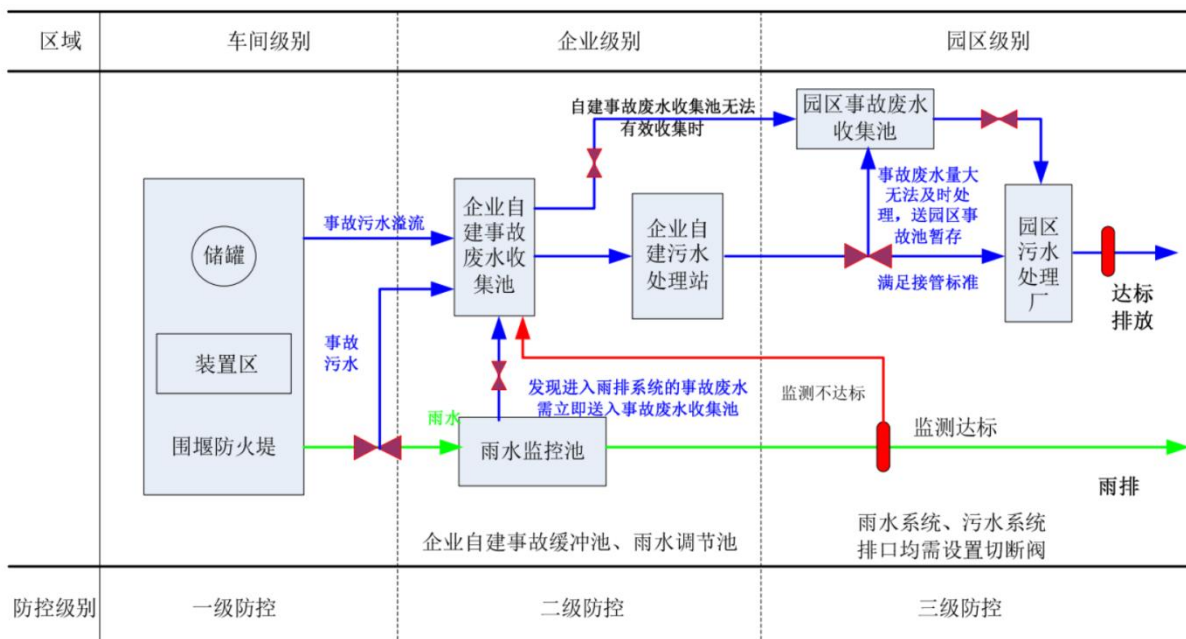 区域
车间级别
企业级别
园区级别
自建事故废水收集池无法
有效收集时
园区事故废水
收集池
事故污水溢流
储罐
企业自
建事故
废水收
集池
企业自
建污水
处理站
事故废水量大
无法及时处
理，送园区事
故池暂存
满足接管标准
园区
污水
处理
厂
达标
排放
装置区
事故
污水
发现进入雨排系统的事故废水
需立即送入事故废水收集池
监测不达标
雨水
围堰防火堤
雨水监控池
监测达标
雨排
企业自建事故缓冲池、雨水调节池
雨水系统、污水系统
排口均需设置切断阀
防控级别
一级防控
二级防控
三级防控